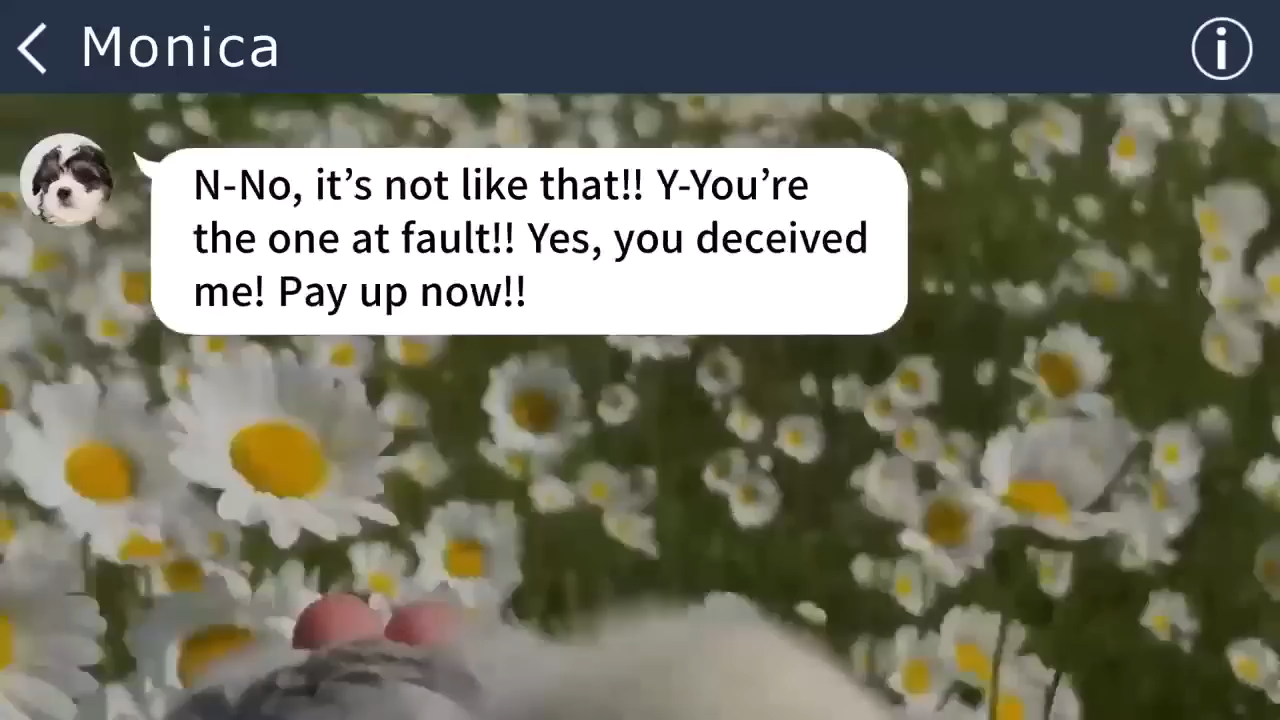 Monica
N-No, it’s not like that!! Y-You’re
the one at fault!! Yes, you deceived
me! Pay up now!!